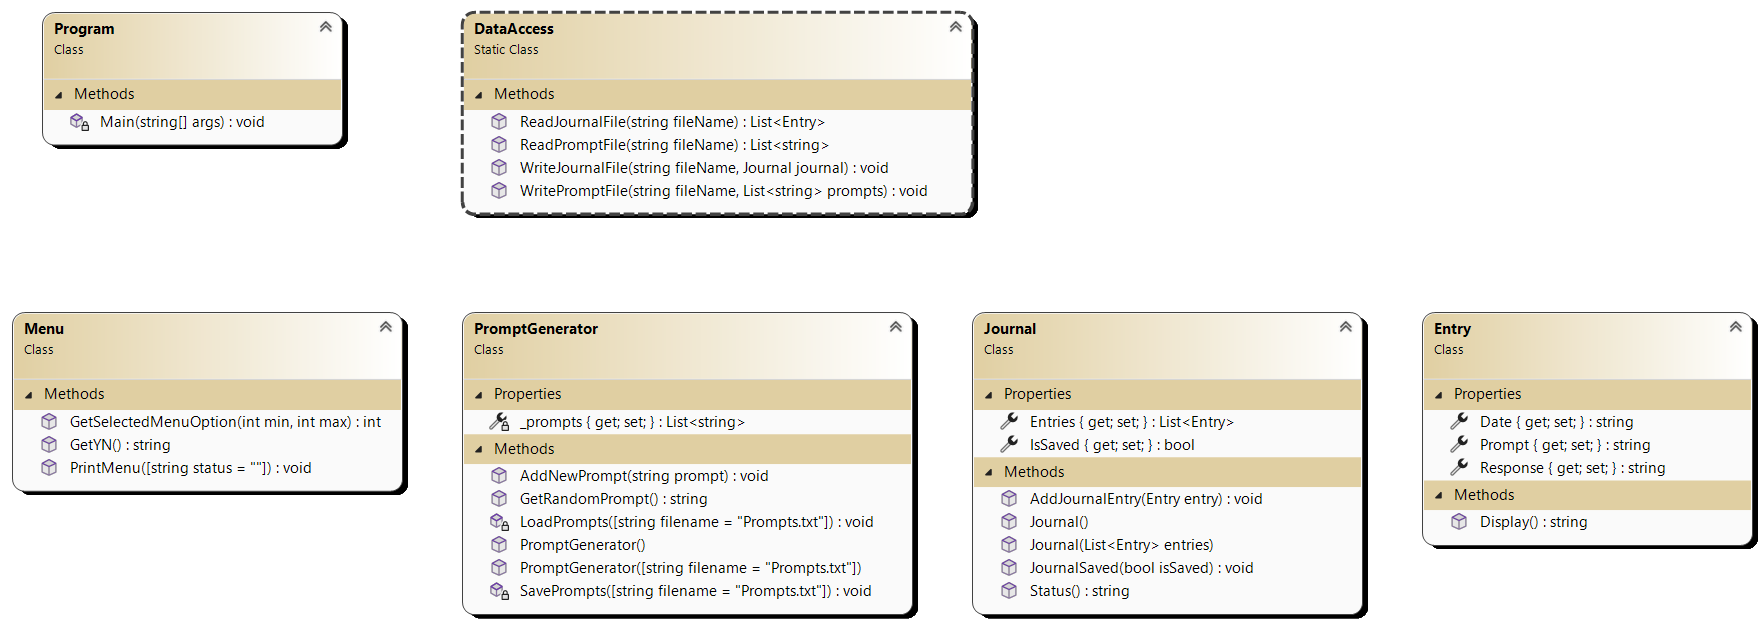 Program
Class
Methods
Main(string[] args) : void
DataAccess
Static Class
Methods
ReadJournalFile(string fileName) : List<Entry>
ReadPromptFile(string fileName) : List<string>
WriteJournalFile(string fileName, Journal journal) : void
WritePromptFile(string fileName, List<string> prompts) : void
Menu
Class
Methods
GetSelectedMenuOption(int min, int max) : int
GetYN() : string
PrintMenu([string status = ""]) : void
PromptGenerator
Class
Properties
_prompts { get; set; } : List<string>
Methods
AddNewPrompt(string prompt) : void
GetRandomPrompt() : string
LoadPrompts([string filename = "Prompts.txt"]) : void
PromptGenerator()
PromptGenerator([string filename = "Prompts.txt"])
SavePrompts([string filename = "Prompts.txt"]) : void
Journal
Class
Properties
Entries { get; set; } : List<Entry>
IsSaved { get; set; } : bool
Methods
AddJournalEntry(Entry entry) : void
Journal()
Journal(List<Entry> entries)
JournalSaved(bool isSaved) : void
Status() : string
Entry
Class
Properties
Date { get; set; } : string
Prompt { get; set; } : string
Response { get; set; } : string
Methods
Display() : string